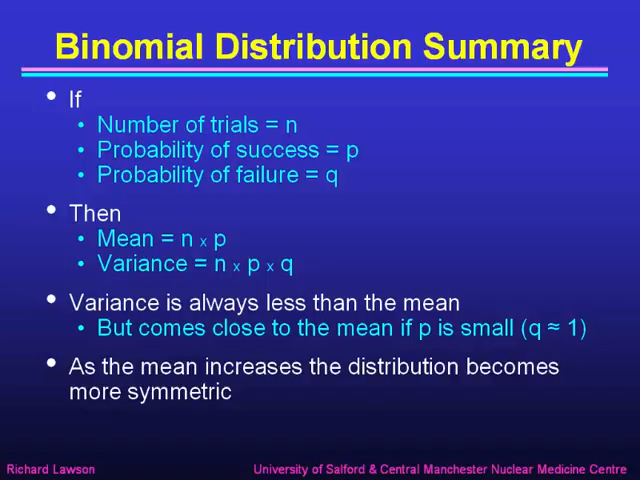 Binomial Distribution Summary
• If
• Number of trials = n
• Probability of success = p
• Probability of failure = q
• Then
• Mean = n x p
• Variance = n x p x q
• Variance is always less than the mean
• But comes close to the mean if p is small (q ≈ 1)
• As the mean increases the distribution becomes
more symmetric
Richard Lawson
University of Salford & Central Manchester Nuclear Medicine Centre